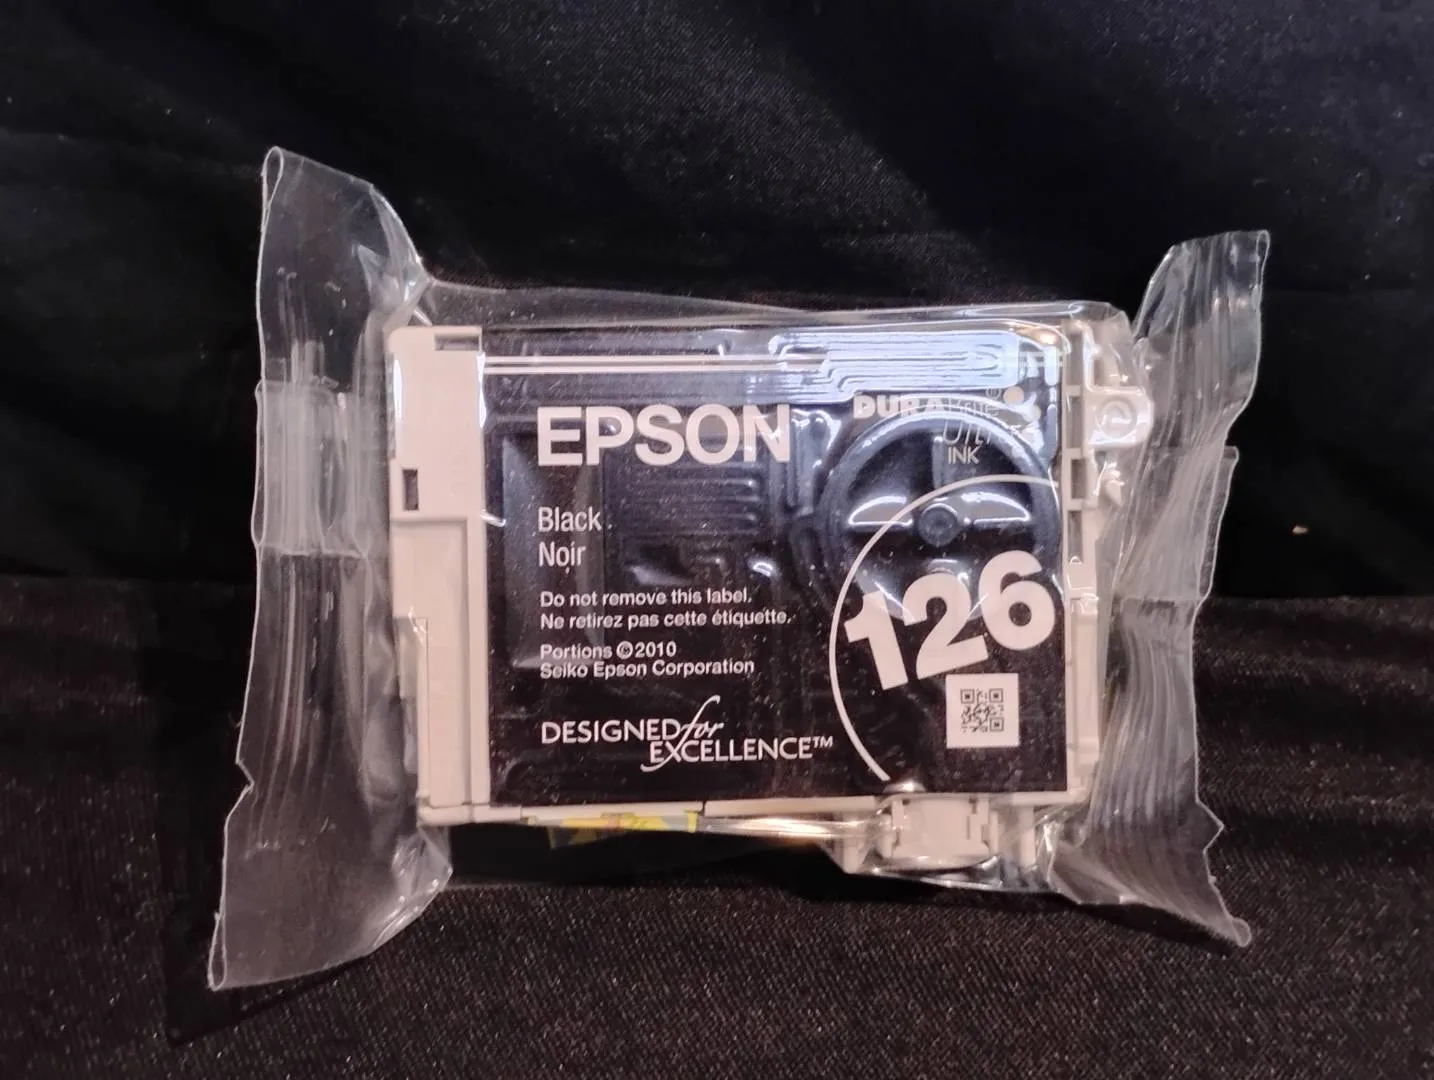 EPSON
DURABrite
Ultra
INK
Black
Noir
126
Do not remove this label.
Ne retirez pas cette étiquette.
Portions ©2010
Seiko Epson Corporation
DESIGNED for
EXCELLENCE™